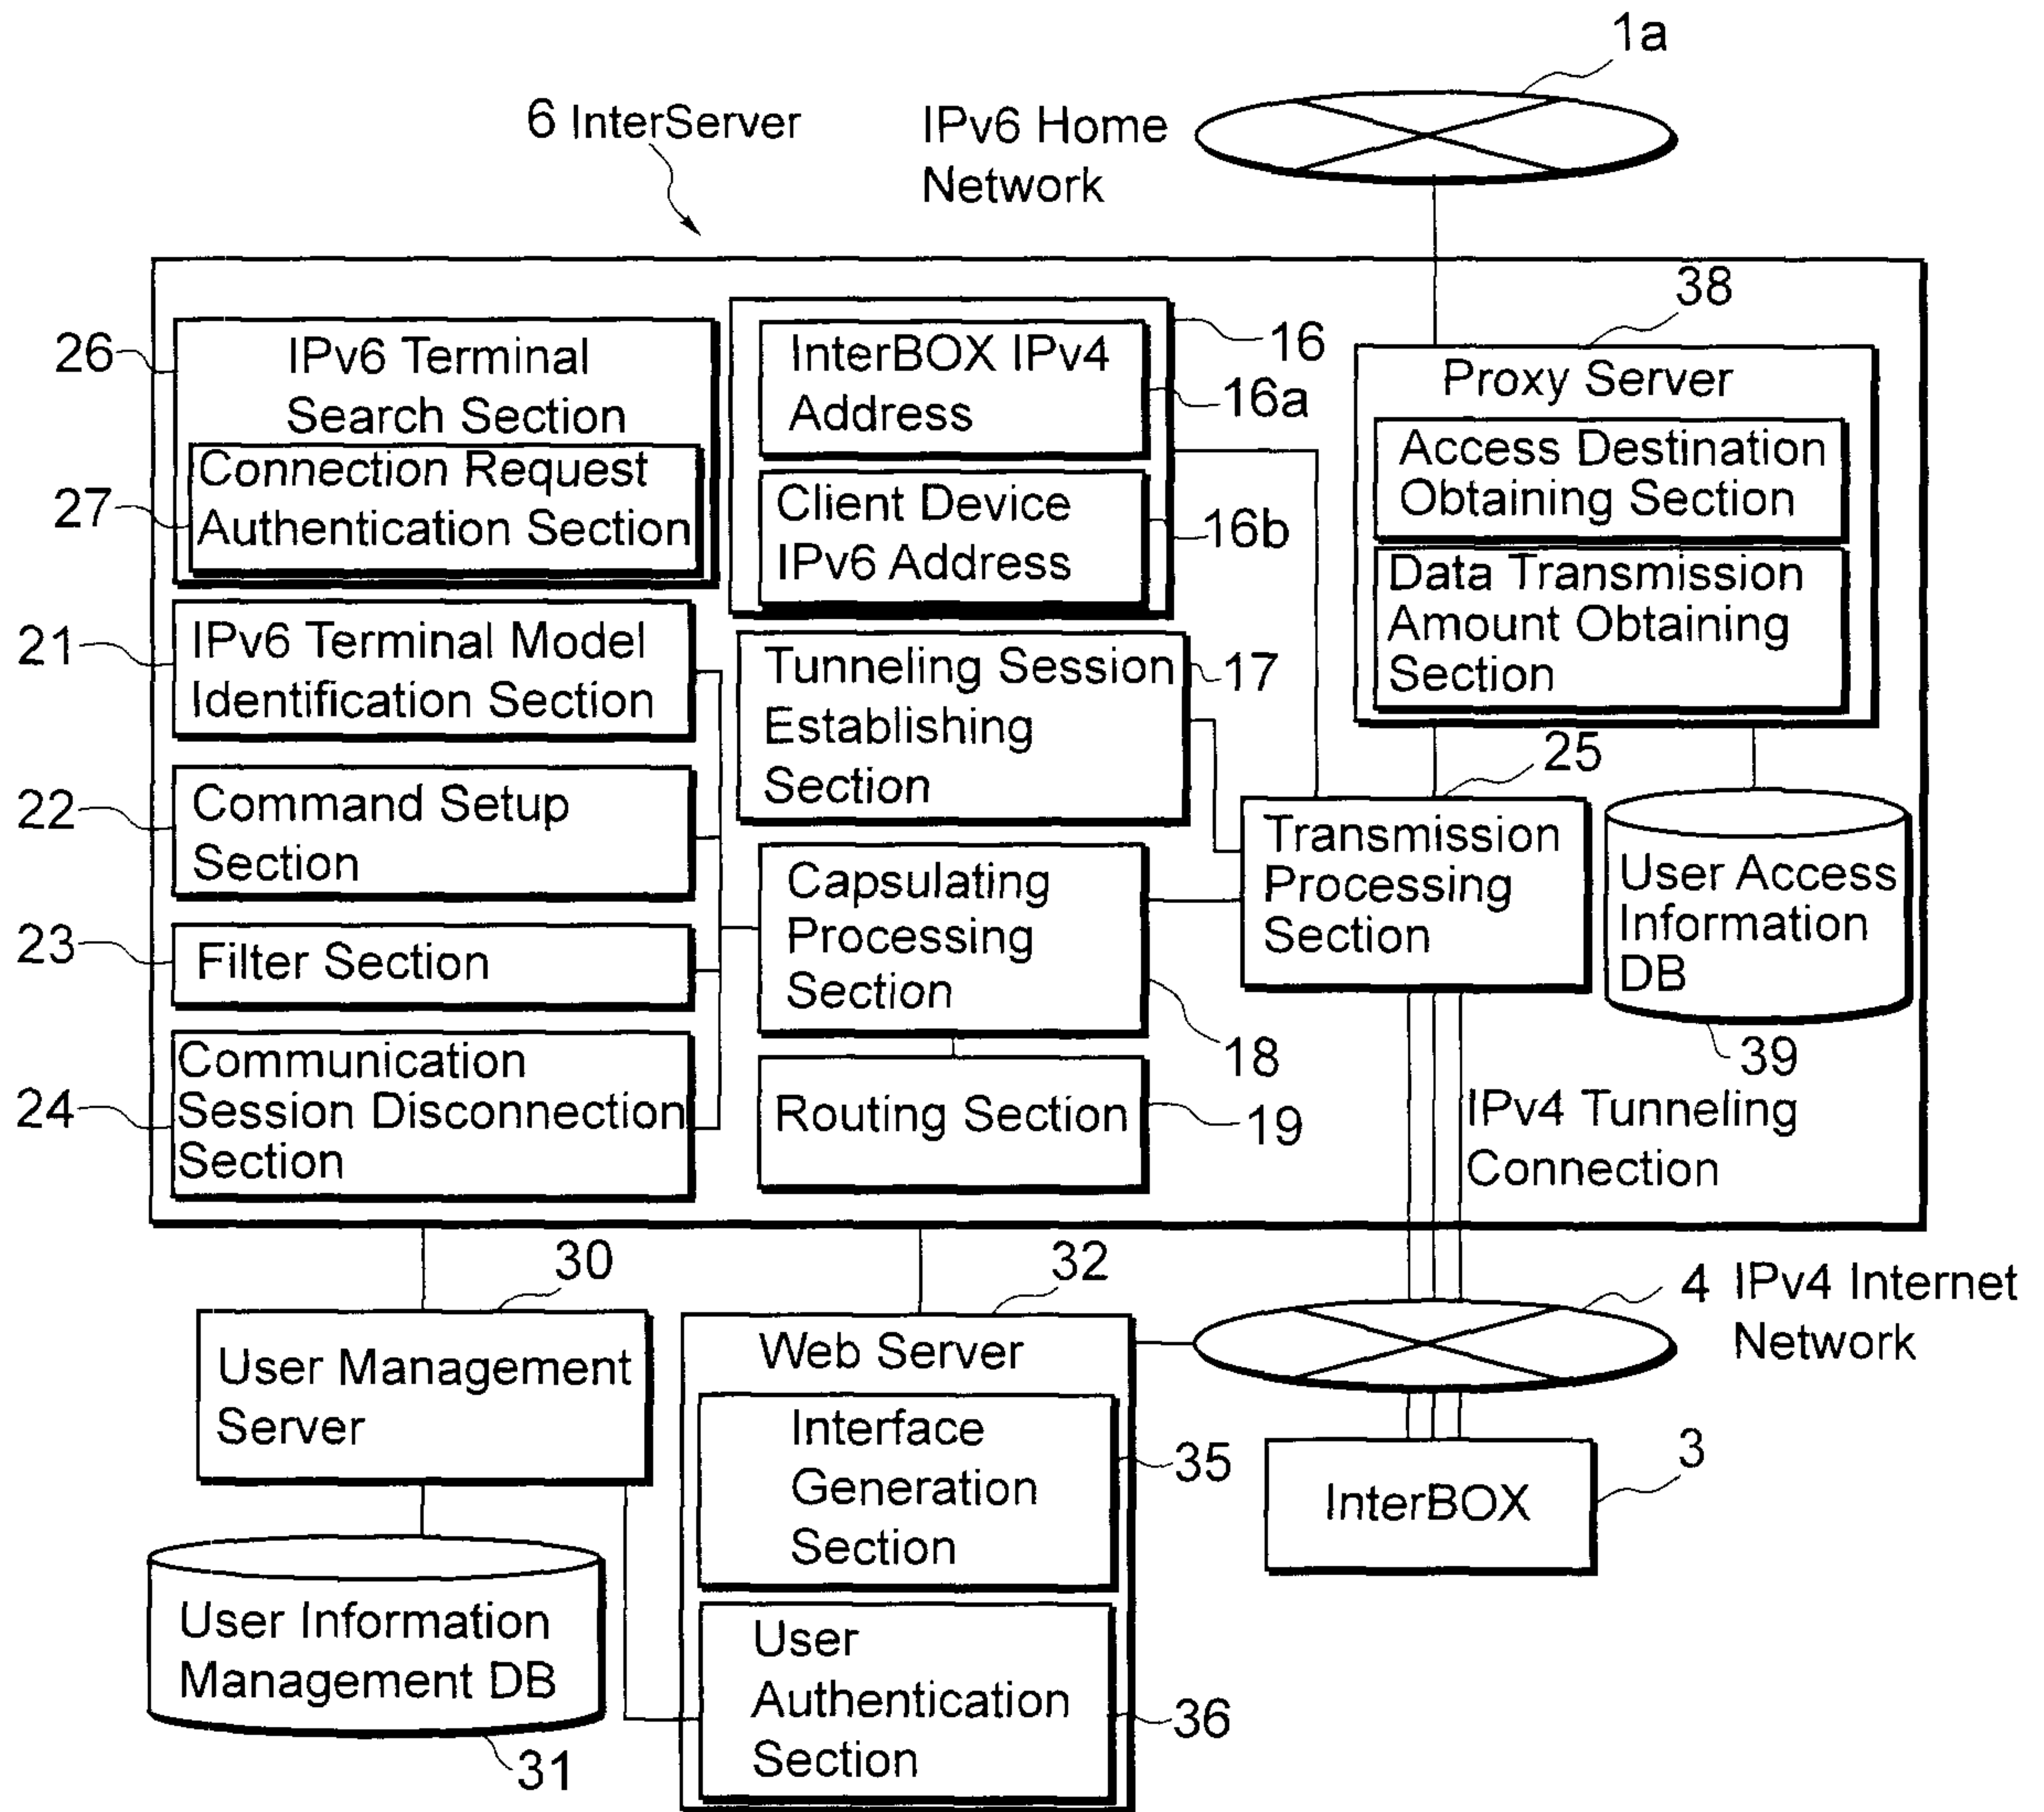 1a
6 InterServer
IPv6 Home
Network
38
26
IPv6 Terminal
Search Section
27
Connection Request
Authentication Section
16
InterBOX IPv4
Address
16a
Client Device
IPv6 Address
16b
Proxy Server
Access Destination
Obtaining Section
Data Transmission
Amount Obtaining
Section
21
IPv6 Terminal Model
Identification Section
Tunneling Session
Establishing
Section
17
25
22
Command Setup
Section
Capsulating
Processing
Section
18
Transmission
Processing
Section
User Access
Information
DB
39
23
Filter Section
24
Communication
Session Disconnection
Section
Routing Section
19
IPv4 Tunneling
Connection
30
User Management
Server
32
Web Server
Interface
Generation
Section
35
User
Authentication
Section
36
4 IPv4 Internet
Network
InterBOX
3
User Information
Management DB
31